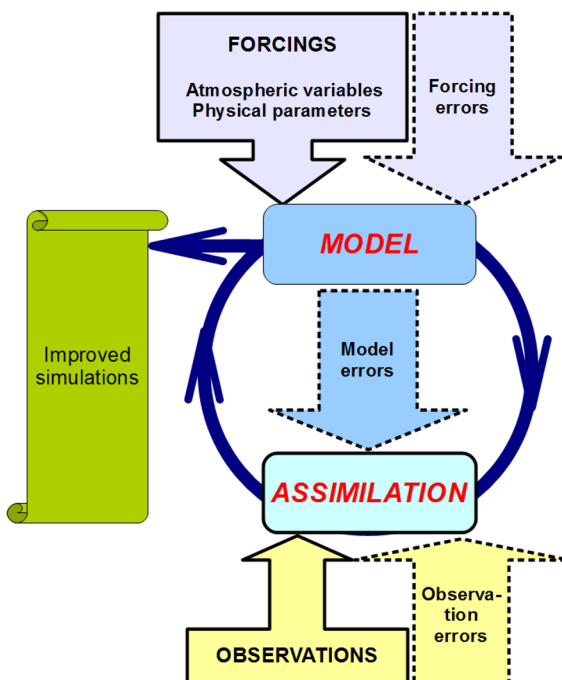 FORCINGS
Atmospheric variables
Physical parameters
Forcing
errors
MODEL
Improved
simulations
Model
errors
ASSIMILATION
Observa-
tion
errors
OBSERVATIONS